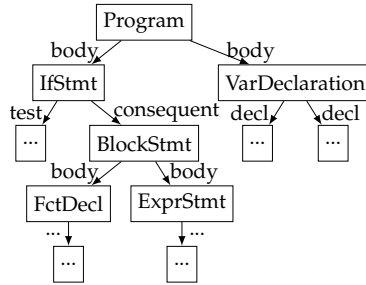 Program
body body
IfStmt VarDeclaration
test consequent decl decl
... BlockStmt ... ...
body body
FctDecl ExprStmt
... ...
... ...